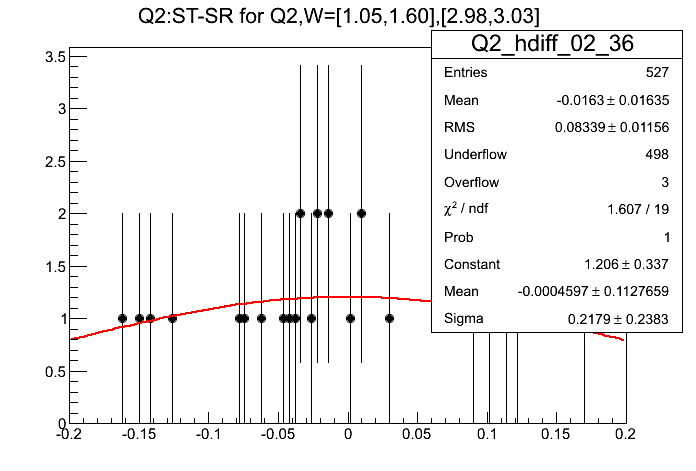 Q2:ST-SR for Q2,W=[1.05,1.60],[2.98,3.03]
Q2_hdiff_02_36
Entries 527
Mean -0.0163 ± 0.01635
RMS 0.08339 ± 0.01156
Underflow 498
Overflow 3
χ² / ndf 1.607 / 19
Prob 1
Constant 1.206 ± 0.337
Mean -0.0004597 ± 0.1127659
Sigma 0.2179 ± 0.2383
3.5
3
2.5
2
1.5
1
0.5
0
-0.2 -0.15 -0.1 -0.05 0 0.05 0.1 0.15 0.2